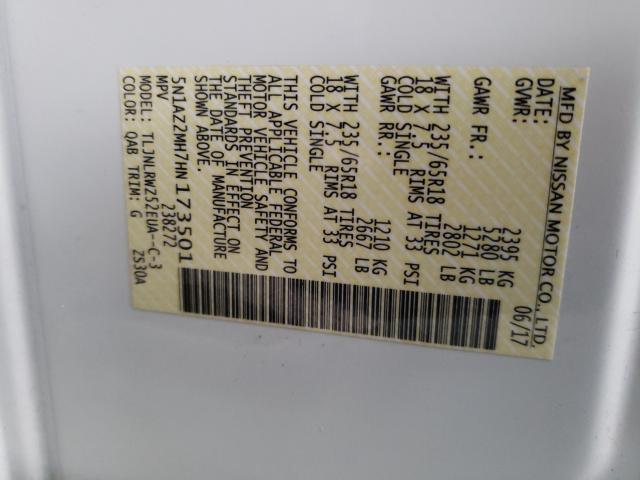 MFD BY NISSAN MOTOR CO., LTD.
DATE: 06/17
GVWR: 2395 KG
5280 LB
GAWR FR.: 1271 KG
2802 LB
WITH 235/65R18 TIRES
18 X 7.5 RIMS AT 33 PSI
COLD SINGLE
GAWR RR.: 1210 KG
2667 LB
WITH 235/65R18 TIRES
18 X 7.5 RIMS AT 33 PSI
COLD SINGLE
THIS VEHICLE CONFORMS TO
ALL APPLICABLE FEDERAL
MOTOR VEHICLE SAFETY AND
THEFT PREVENTION
STANDARDS IN EFFECT ON
THE DATE OF MANUFACTURE
SHOWN ABOVE.
5N1AZ2MH7HN173501
MPV 238272
MODEL: TLJNLRWZ52EUA--C-3
COLOR: QAB TRIM: G ZS30A